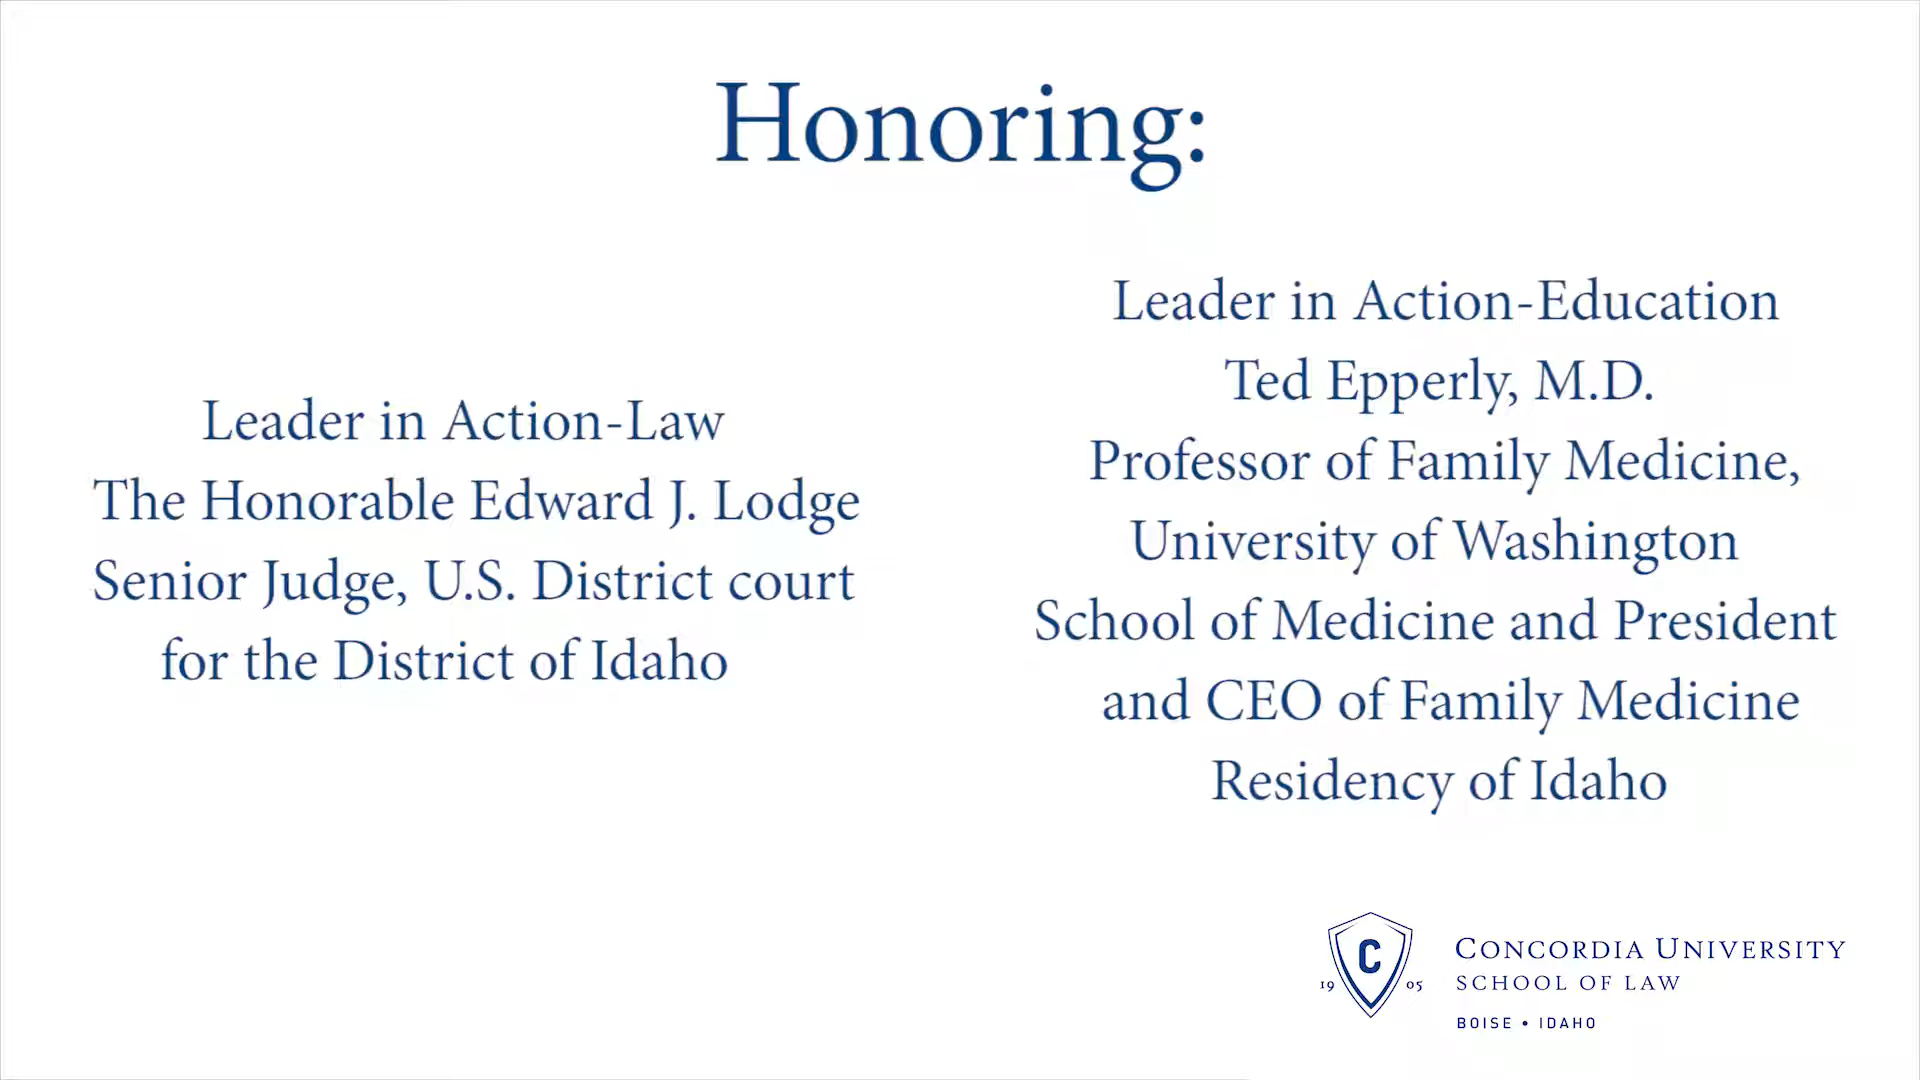 Honoring:
Leader in Action-Law
The Honorable Edward J. Lodge
Senior Judge, U.S. District court
for the District of Idaho
Leader in Action-Education
Ted Epperly, M.D.
Professor of Family Medicine,
University of Washington
School of Medicine and President
and CEO of Family Medicine
Residency of Idaho
C
19 05
CONCORDIA UNIVERSITY
SCHOOL OF LAW
BOISE • IDAHO